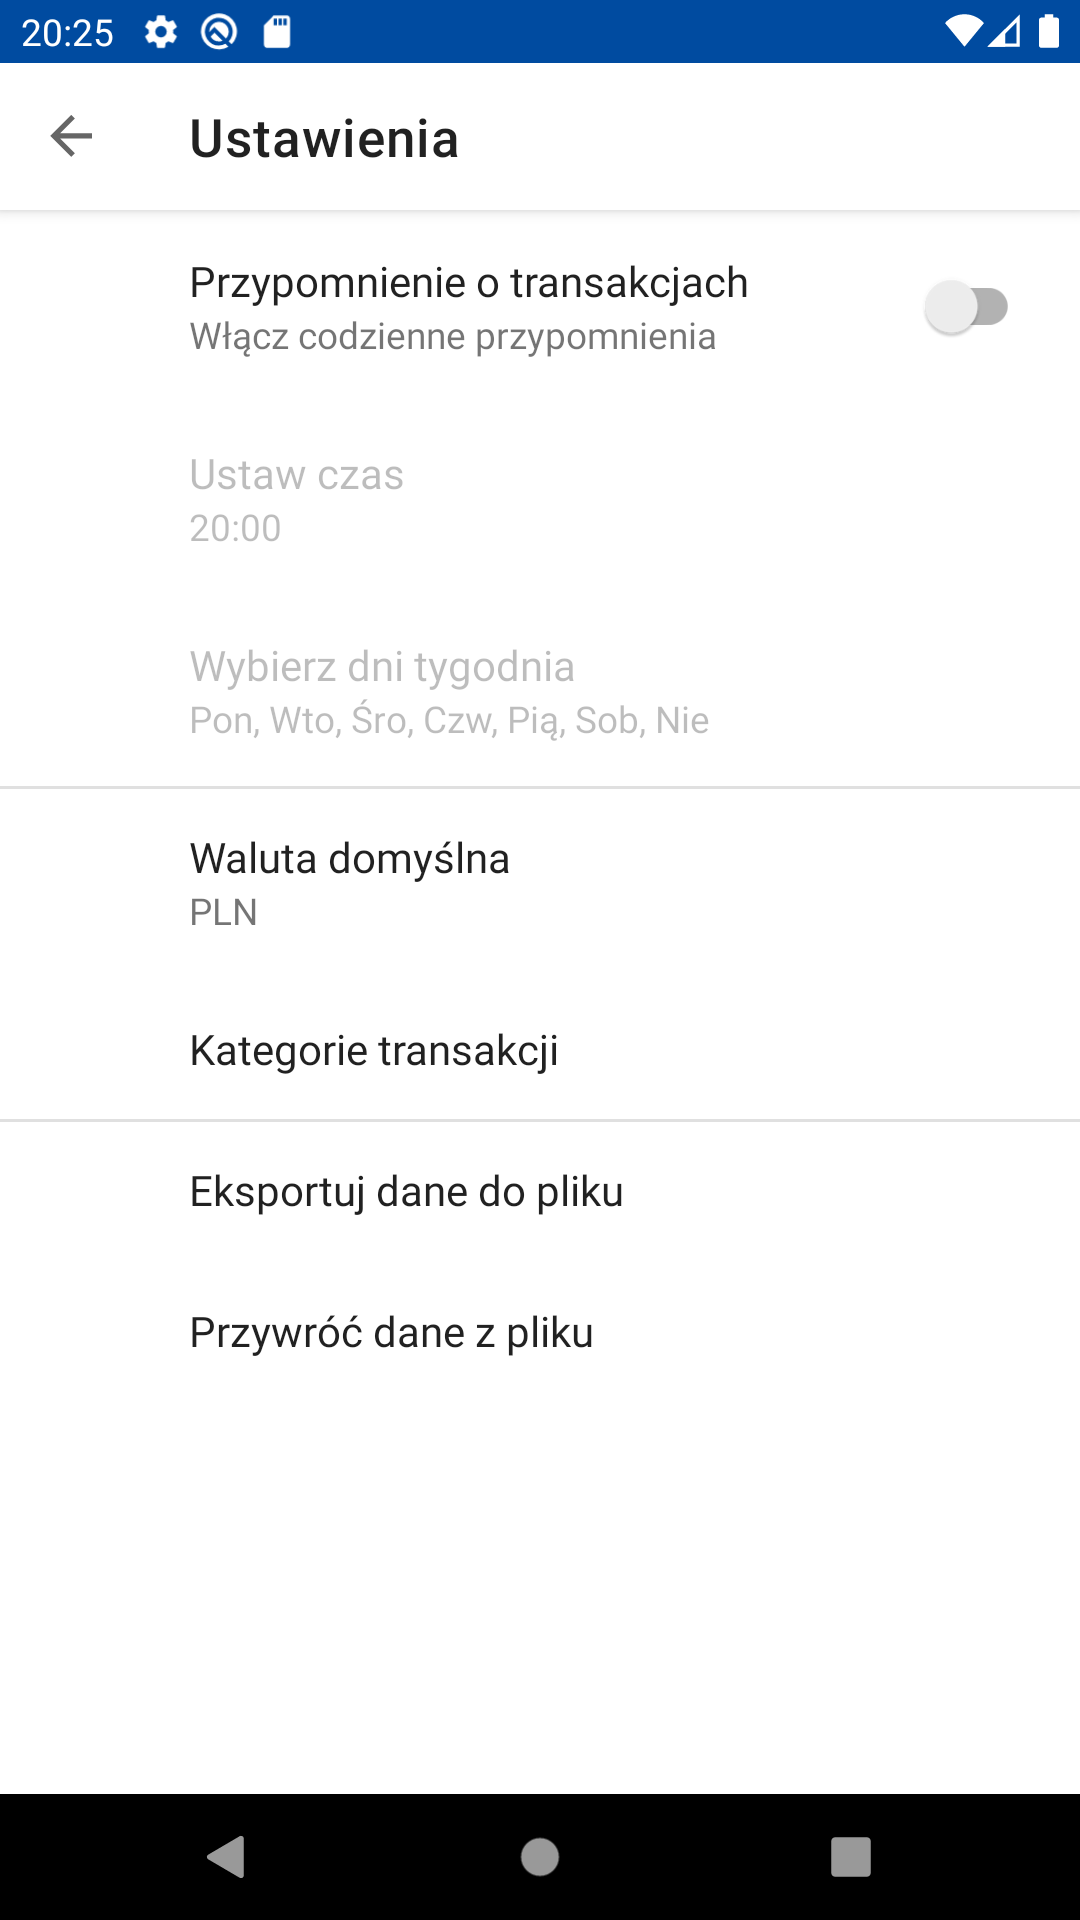 20:25
Ustawienia
Przypomnienie o transakcjach
Włącz codzienne przypomnienia
Ustaw czas
20:00
Wybierz dni tygodnia
Pon, Wto, Śro, Czw, Pią, Sob, Nie
Waluta domyślna
PLN
Kategorie transakcji
Eksportuj dane do pliku
Przywróć dane z pliku